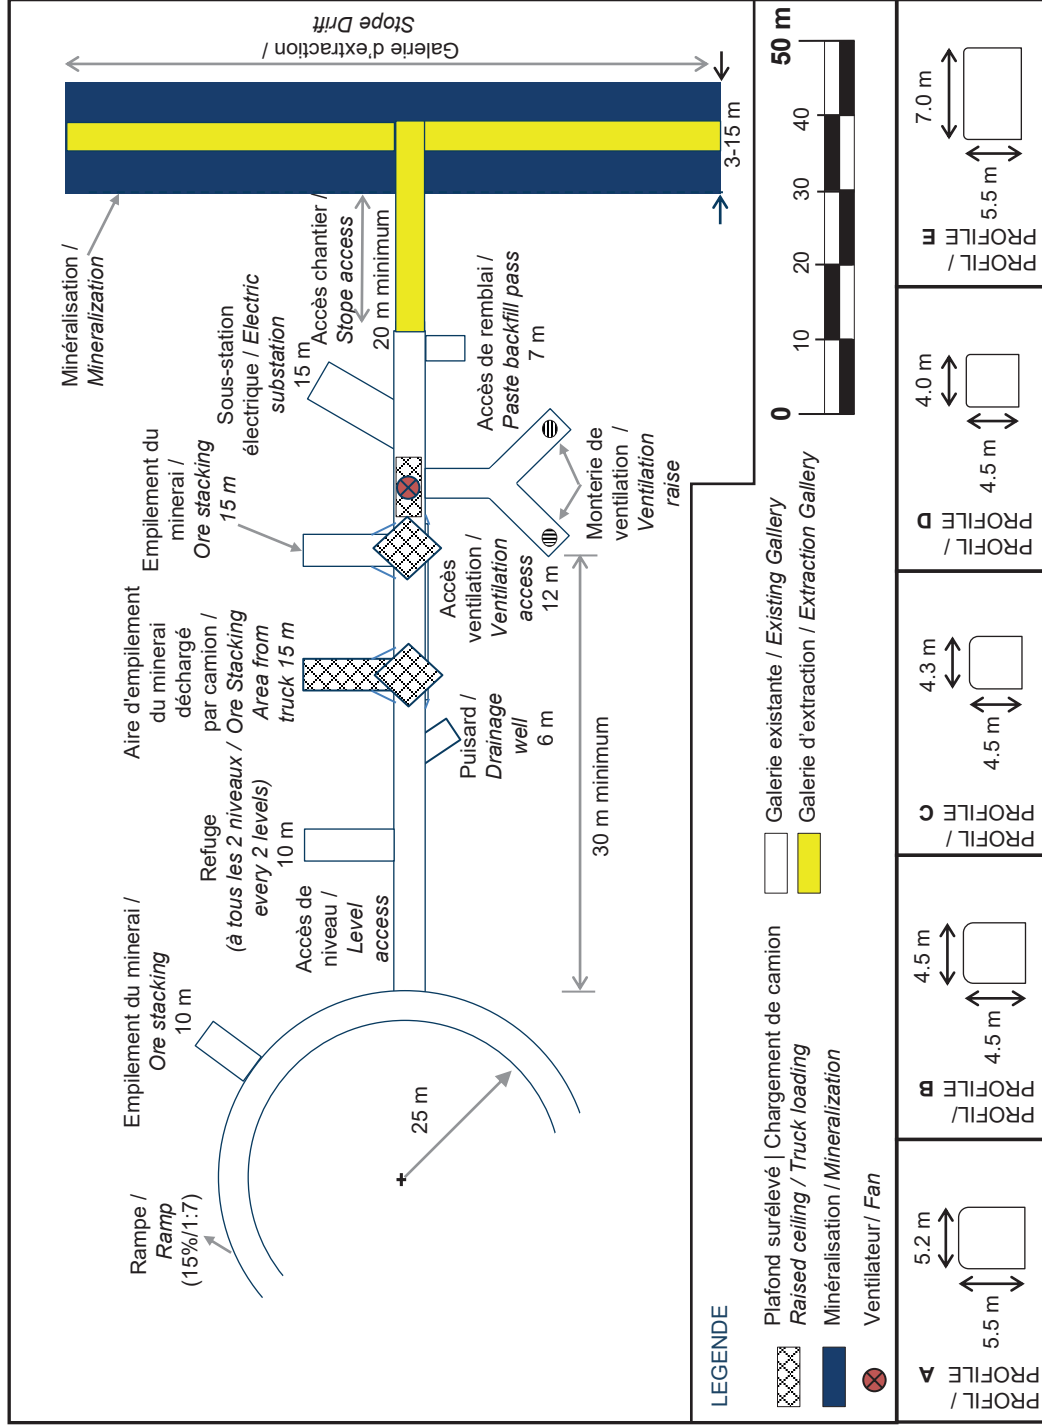 Galerie d'extraction /
Stope Drift
Minéralisation /
Mineralization
3-15 m
Accès chantier /
Stope access
20 m minimum
Sous-station
électrique / Electric
substation
15 m
Accès de remblai /
Paste backfill pass
7 m
Empilement du
minerai /
Ore stacking
15 m
Monterie de
ventilation /
Ventilation
raise
Accès
ventilation /
Ventilation
access
12 m
Aire d'empilement
du minerai
déchargé
par camion /
Ore Stacking
Area from
truck 15 m
Puisard /
Drainage
well
6 m
Refuge
(à tous les 2 niveaux /
every 2 levels)
10 m
30 m minimum
Accès de
niveau /
Level
access
Empilement du minerai /
Ore stacking
10 m
Rampe /
Ramp
(15%/1:7)
25 m
LEGENDE
Plafond surélevé | Chargement de camion
Raised ceiling / Truck loading
Minéralisation / Mineralization
Ventilateur / Fan
Galerie existante / Existing Gallery
Galerie d'extraction / Extraction Gallery
0
10
20
30
40
50 m
PROFIL /
PROFILE A
5.2 m
5.5 m
PROFIL/
PROFILE B
4.5 m
4.5 m
PROFIL /
PROFILE C
4.3 m
4.5 m
PROFIL /
PROFILE D
4.0 m
4.5 m
PROFIL /
PROFILE E
7.0 m
5.5 m